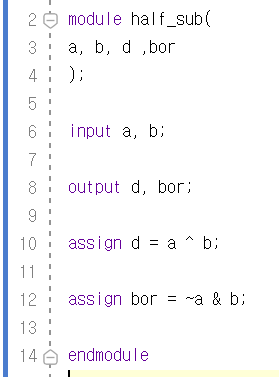 2 module half_sub(
3 a, b, d ,bor
4 );
5
6 input a, b;
7
8 output d, bor;
9
10 assign d = a ^ b;
11
12 assign bor = ~a & b;
13
14 endmodule